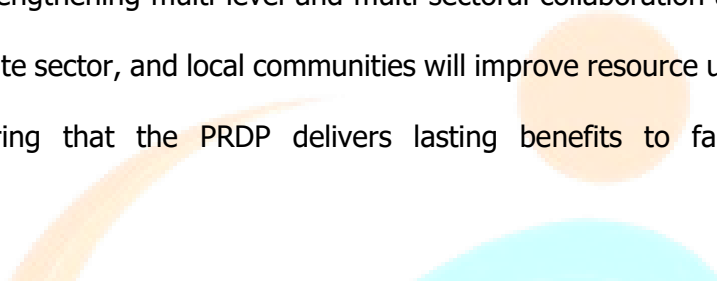 engthening multi-level and multi-sectoral collaboration
te sector, and local communities will improve resource u
ring that the PRDP delivers lasting benefits to fa